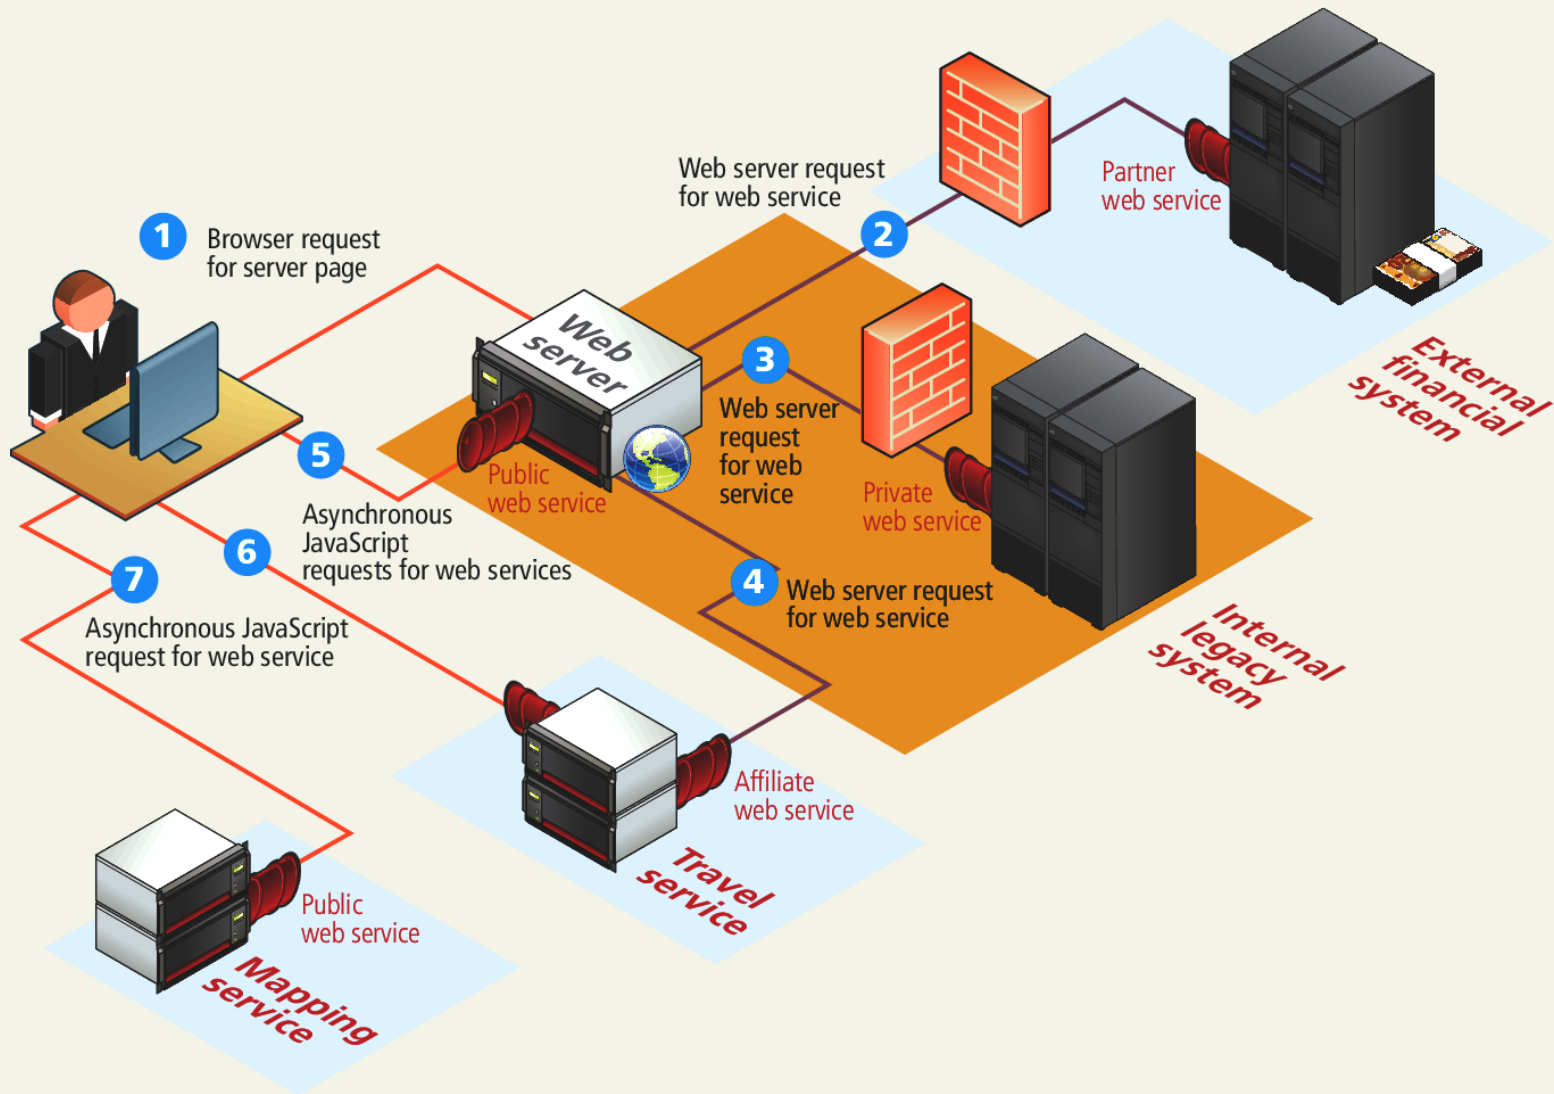 1
Browser request
for server page
Web server request
for web service
2
Partner
web service
External
financial
system
Web
server
3
Web server
request
for web
service
Private
web service
Internal
legacy
system
5
Public
web service
Asynchronous
JavaScript
requests for web services
6
4
Web server request
for web service
7
Asynchronous JavaScript
request for web service
Affiliate
web service
Travel
service
Public
web service
Mapping
service